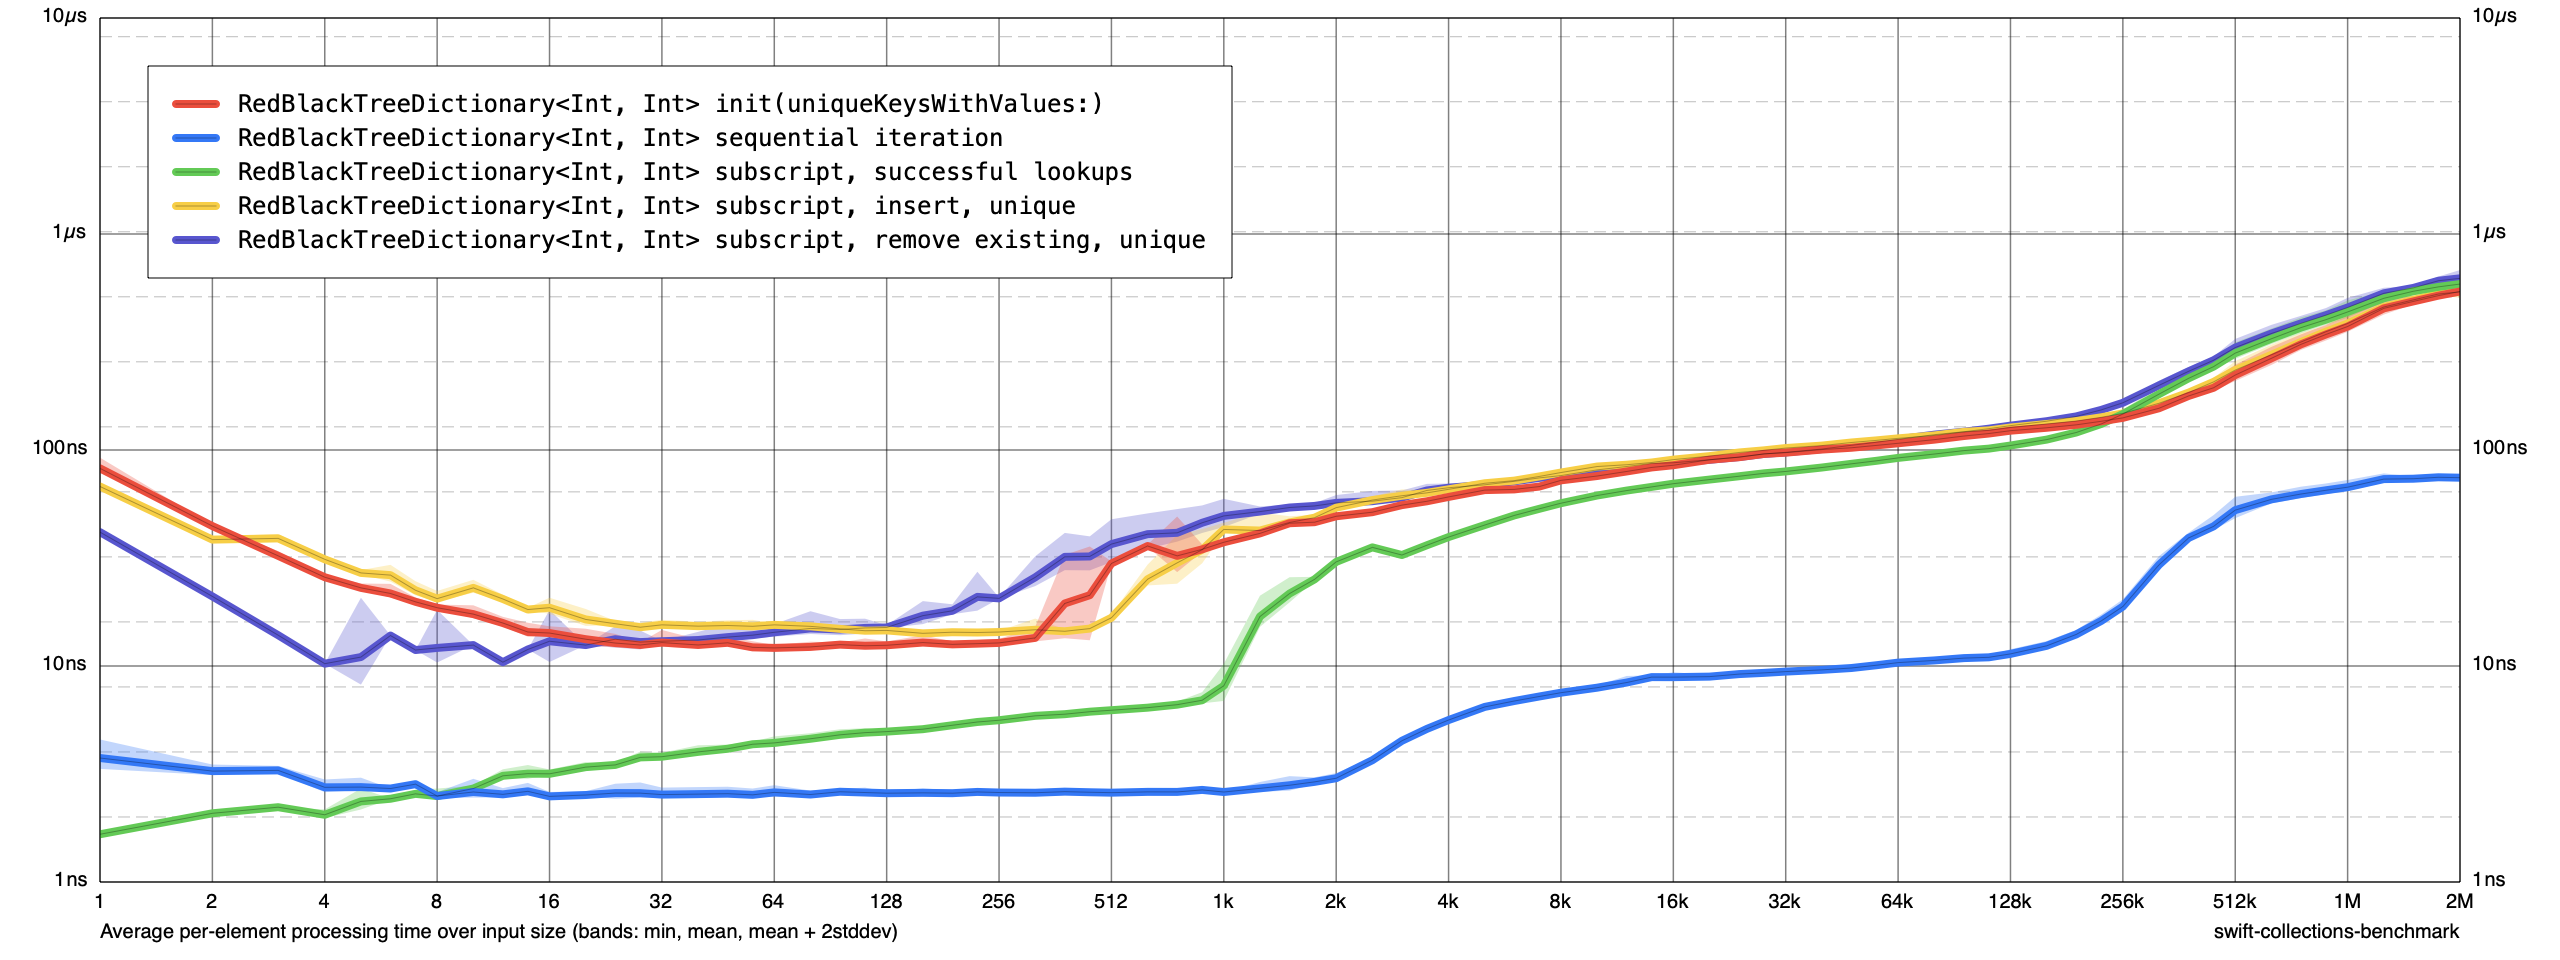 10µs 10µs
RedBlackTreeDictionary<Int, Int> init(uniqueKeysWithValues:)
RedBlackTreeDictionary<Int, Int> sequential iteration
RedBlackTreeDictionary<Int, Int> subscript, successful lookups
RedBlackTreeDictionary<Int, Int> subscript, insert, unique
RedBlackTreeDictionary<Int, Int> subscript, remove existing, unique
1µs 1µs
100ns 100ns
10ns 10ns
1ns 1ns
1 2 4 8 16 32 64 128 256 512 1k 2k 4k 8k 16k 32k 64k 128k 256k 512k 1M 2M
Average per-element processing time over input size (bands: min, mean, mean + 2stddev) swift-collections-benchmark